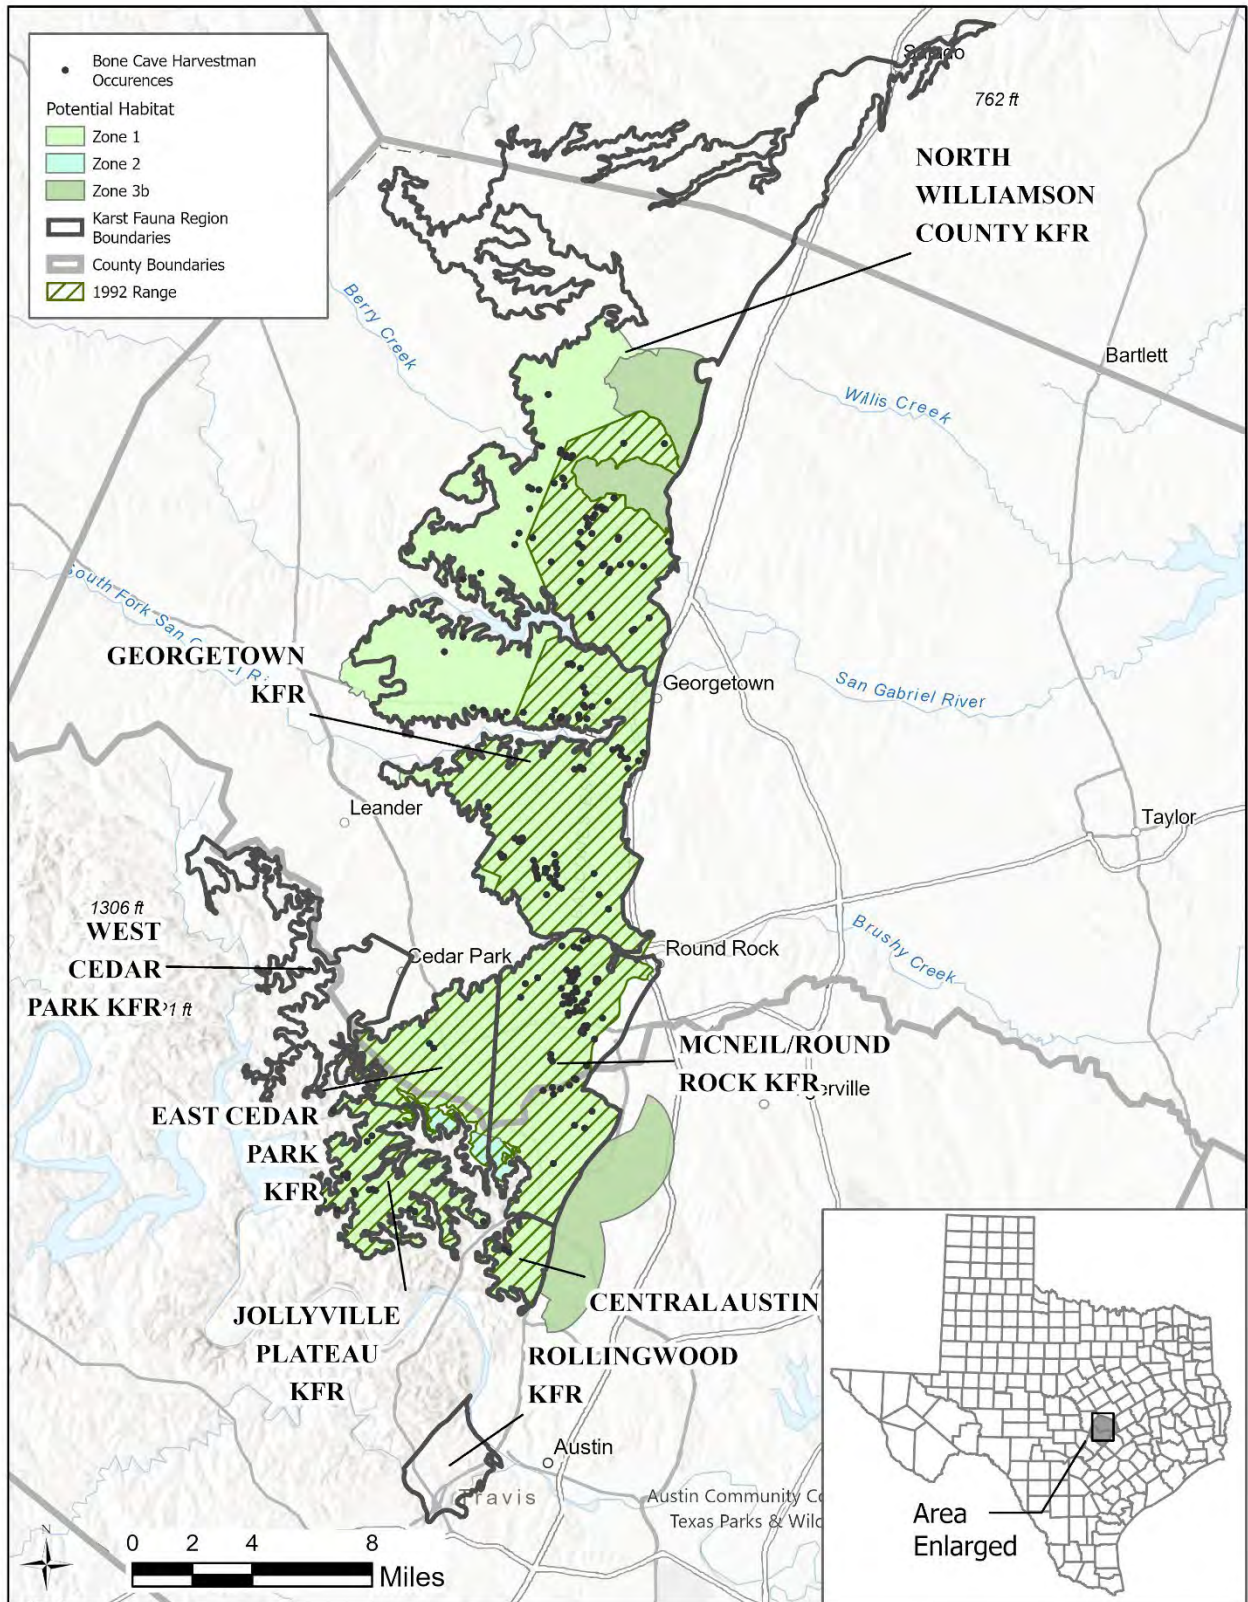 Bone Cave Harvestman
Occurences
Potential Habitat
Zone 1
Zone 2
Zone 3b
Karst Fauna Region
Boundaries
County Boundaries
1992 Range
762 ft
NORTH
WILLIAMSON
COUNTY KFR
Berry Creek
Bartlett
Willis Creek
South Fork San
GEORGETOWN
KFR
Georgetown
San Gabriel River
Leander
Taylor
1306 ft
WEST
CEDAR
PARK KFR
Cedar Park
Round Rock
Brushy Creek
MCNEIL/ROUND
ROCK KFR
EAST CEDAR
PARK
KFR
CENTRAL AUSTIN
JOLLYVILLE
PLATEAU
KFR
ROLLINGWOOD
KFR
Austin
Travis
Austin Community
Texas Parks &
N
0 2 4 8
Miles
Area
Enlarged